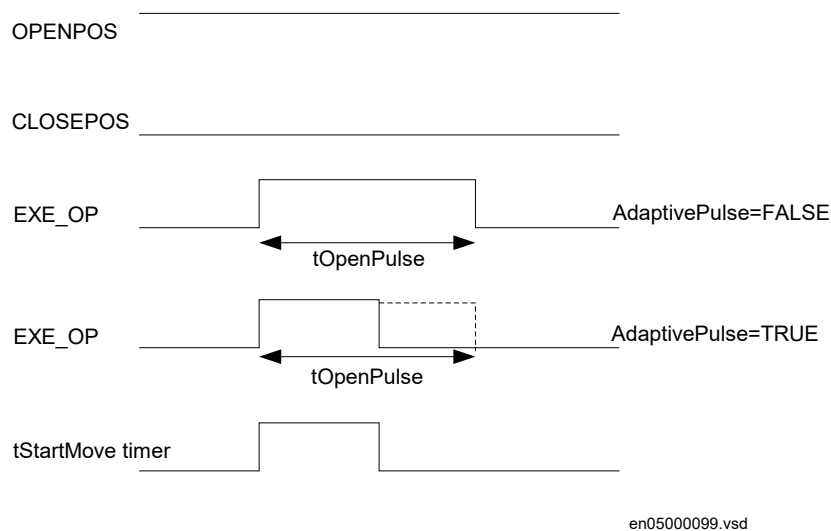 OPENPOS
CLOSEPOS
EXE_OP
AdaptivePulse=FALSE
tOpenPulse
EXE_OP
AdaptivePulse=TRUE
tOpenPulse
tStartMove timer
en05000099.vsd